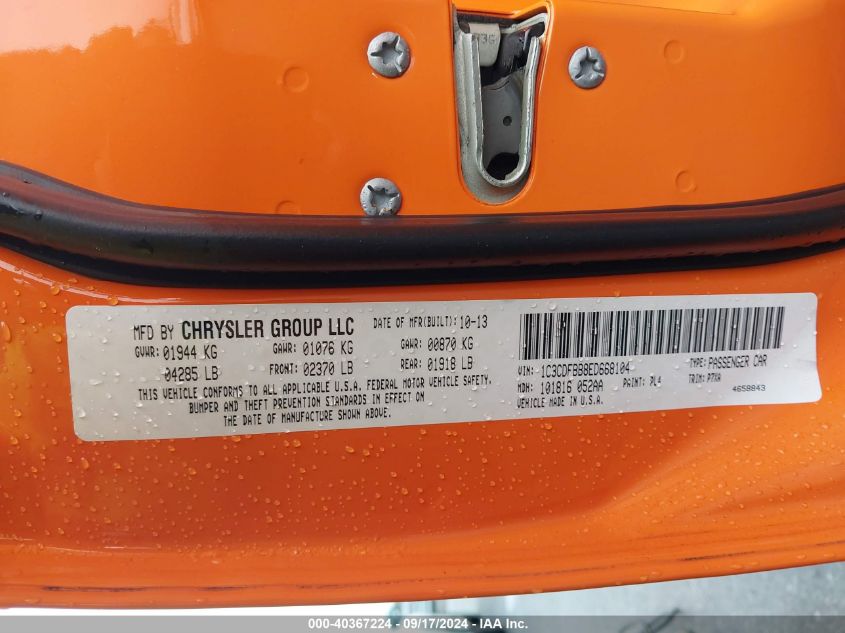 3G
MFD BY CHRYSLER GROUP LLC DATE OF MFR(BUILT): 10-13
GVWR: 01944 KG GAWR: 01076 KG GAWR: 00870 KG
04285 LB FRONT: 02370 LB REAR: 01918 LB
THIS VEHICLE CONFORMS TO ALL APPLICABLE U.S.A. FEDERAL MOTOR VEHICLE SAFETY,
BUMPER AND THEFT PREVENTION STANDARDS IN EFFECT ON
THE DATE OF MANUFACTURE SHOWN ABOVE.
VIN: 1C3CDFBB8ED668104 TYPE: PASSENGER CAR
MDH: 101816 052AA PAINT: PL4 TRIM: P7XA
VEHICLE MADE IN U.S.A. 4658843
000-40367224 - 09/17/2024 - IAA Inc.